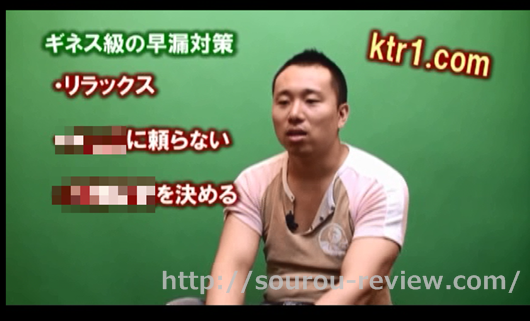 ギネス級の早漏対策
ktr1.com
・リラックス
に頼らない
を決める
http://sourou-review.com/